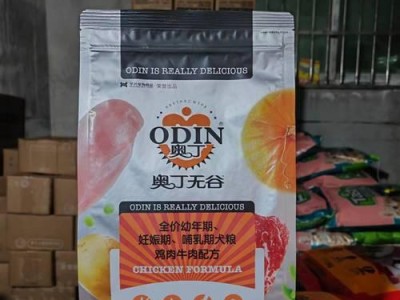 ODIN IS REALLY DELICIOUS
ODIN
奥丁
®
奥丁无谷
ODIN IS REALLY DELICIOUS
全价幼年期、
妊娠期、哺乳期犬粮
鸡肉牛肉配方
CHICKEN FORMULA